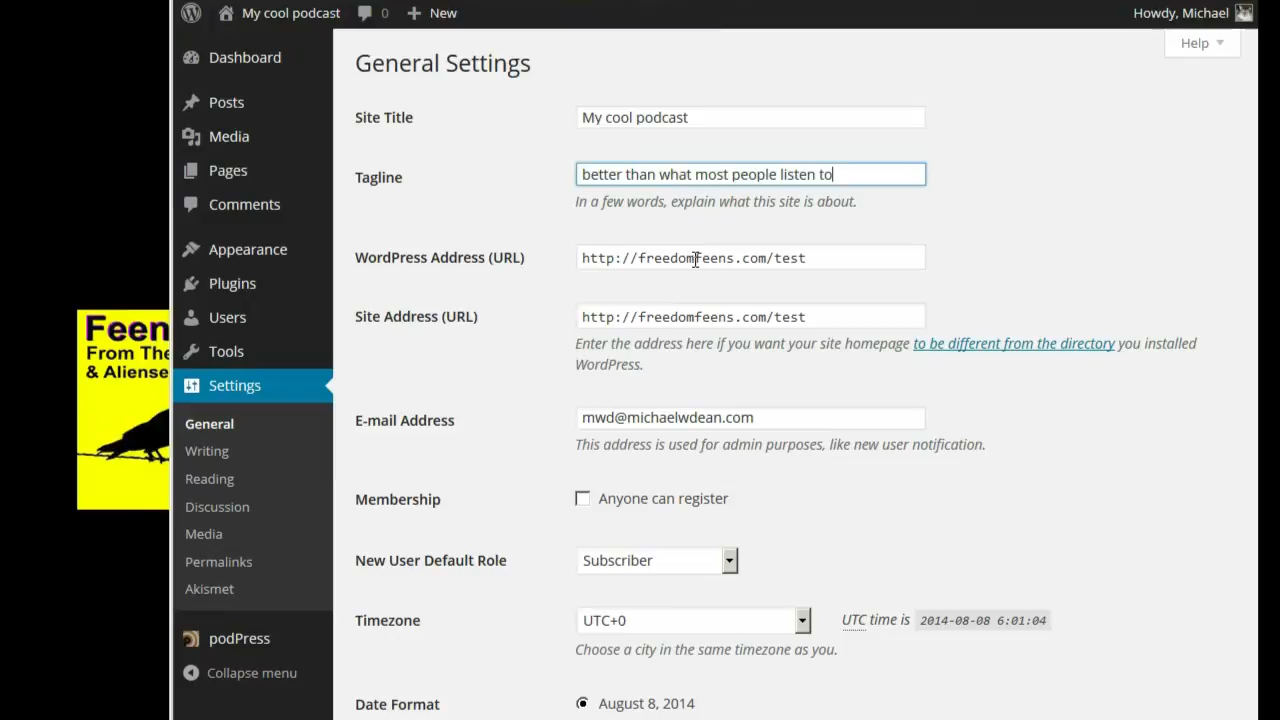 My cool podcast
0
New
Howdy, Michael
Help
Dashboard
Posts
Media
Pages
Comments
Appearance
Plugins
Users
Tools
Settings
General
Writing
Reading
Discussion
Media
Permalinks
Akismet
podPress
Collapse menu
Feen
From The
& Aliense
General Settings
Site Title
My cool podcast
Tagline
better than what most people listen to
In a few words, explain what this site is about.
WordPress Address (URL)
http://freedomfeens.com/test
Site Address (URL)
http://freedomfeens.com/test
Enter the address here if you want your site homepage to be different from the directory you installed
WordPress.
E-mail Address
mwd@michaelwdean.com
This address is used for admin purposes, like new user notification.
Membership
Anyone can register
New User Default Role
Subscriber
Timezone
UTC+0
UTC time is 2014-08-08 6:01:04
Choose a city in the same timezone as you.
Date Format
August 8, 2014